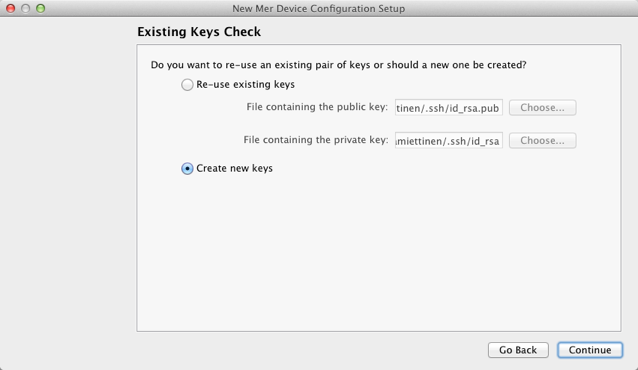 New Mer Device Configuration Setup
Existing Keys Check
Do you want to re-use an existing pair of keys or should a new one be created?
Re-use existing keys
File containing the public key: tinen/.ssh/id_rsa.pub Choose...
File containing the private key: miettinen/.ssh/id_rsa Choose...
Create new keys
Go Back Continue